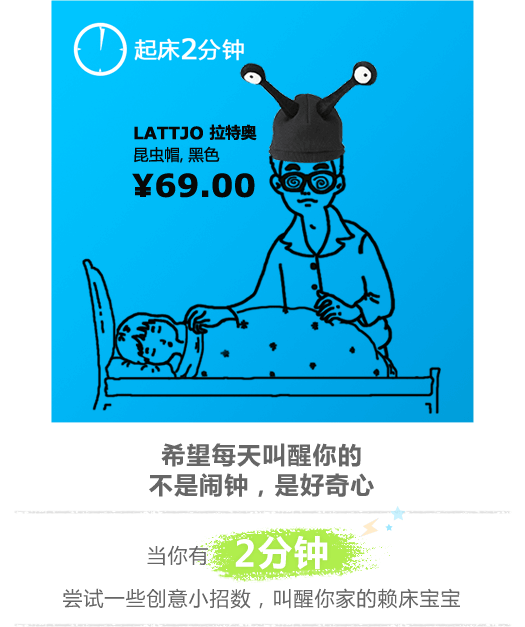 起床2分钟
LATTJO 拉特奥
昆虫帽, 黑色
¥69.00
希望每天叫醒你的
不是闹钟，是好奇心
当你有 2分钟
尝试一些创意小招数，叫醒你家的赖床宝宝